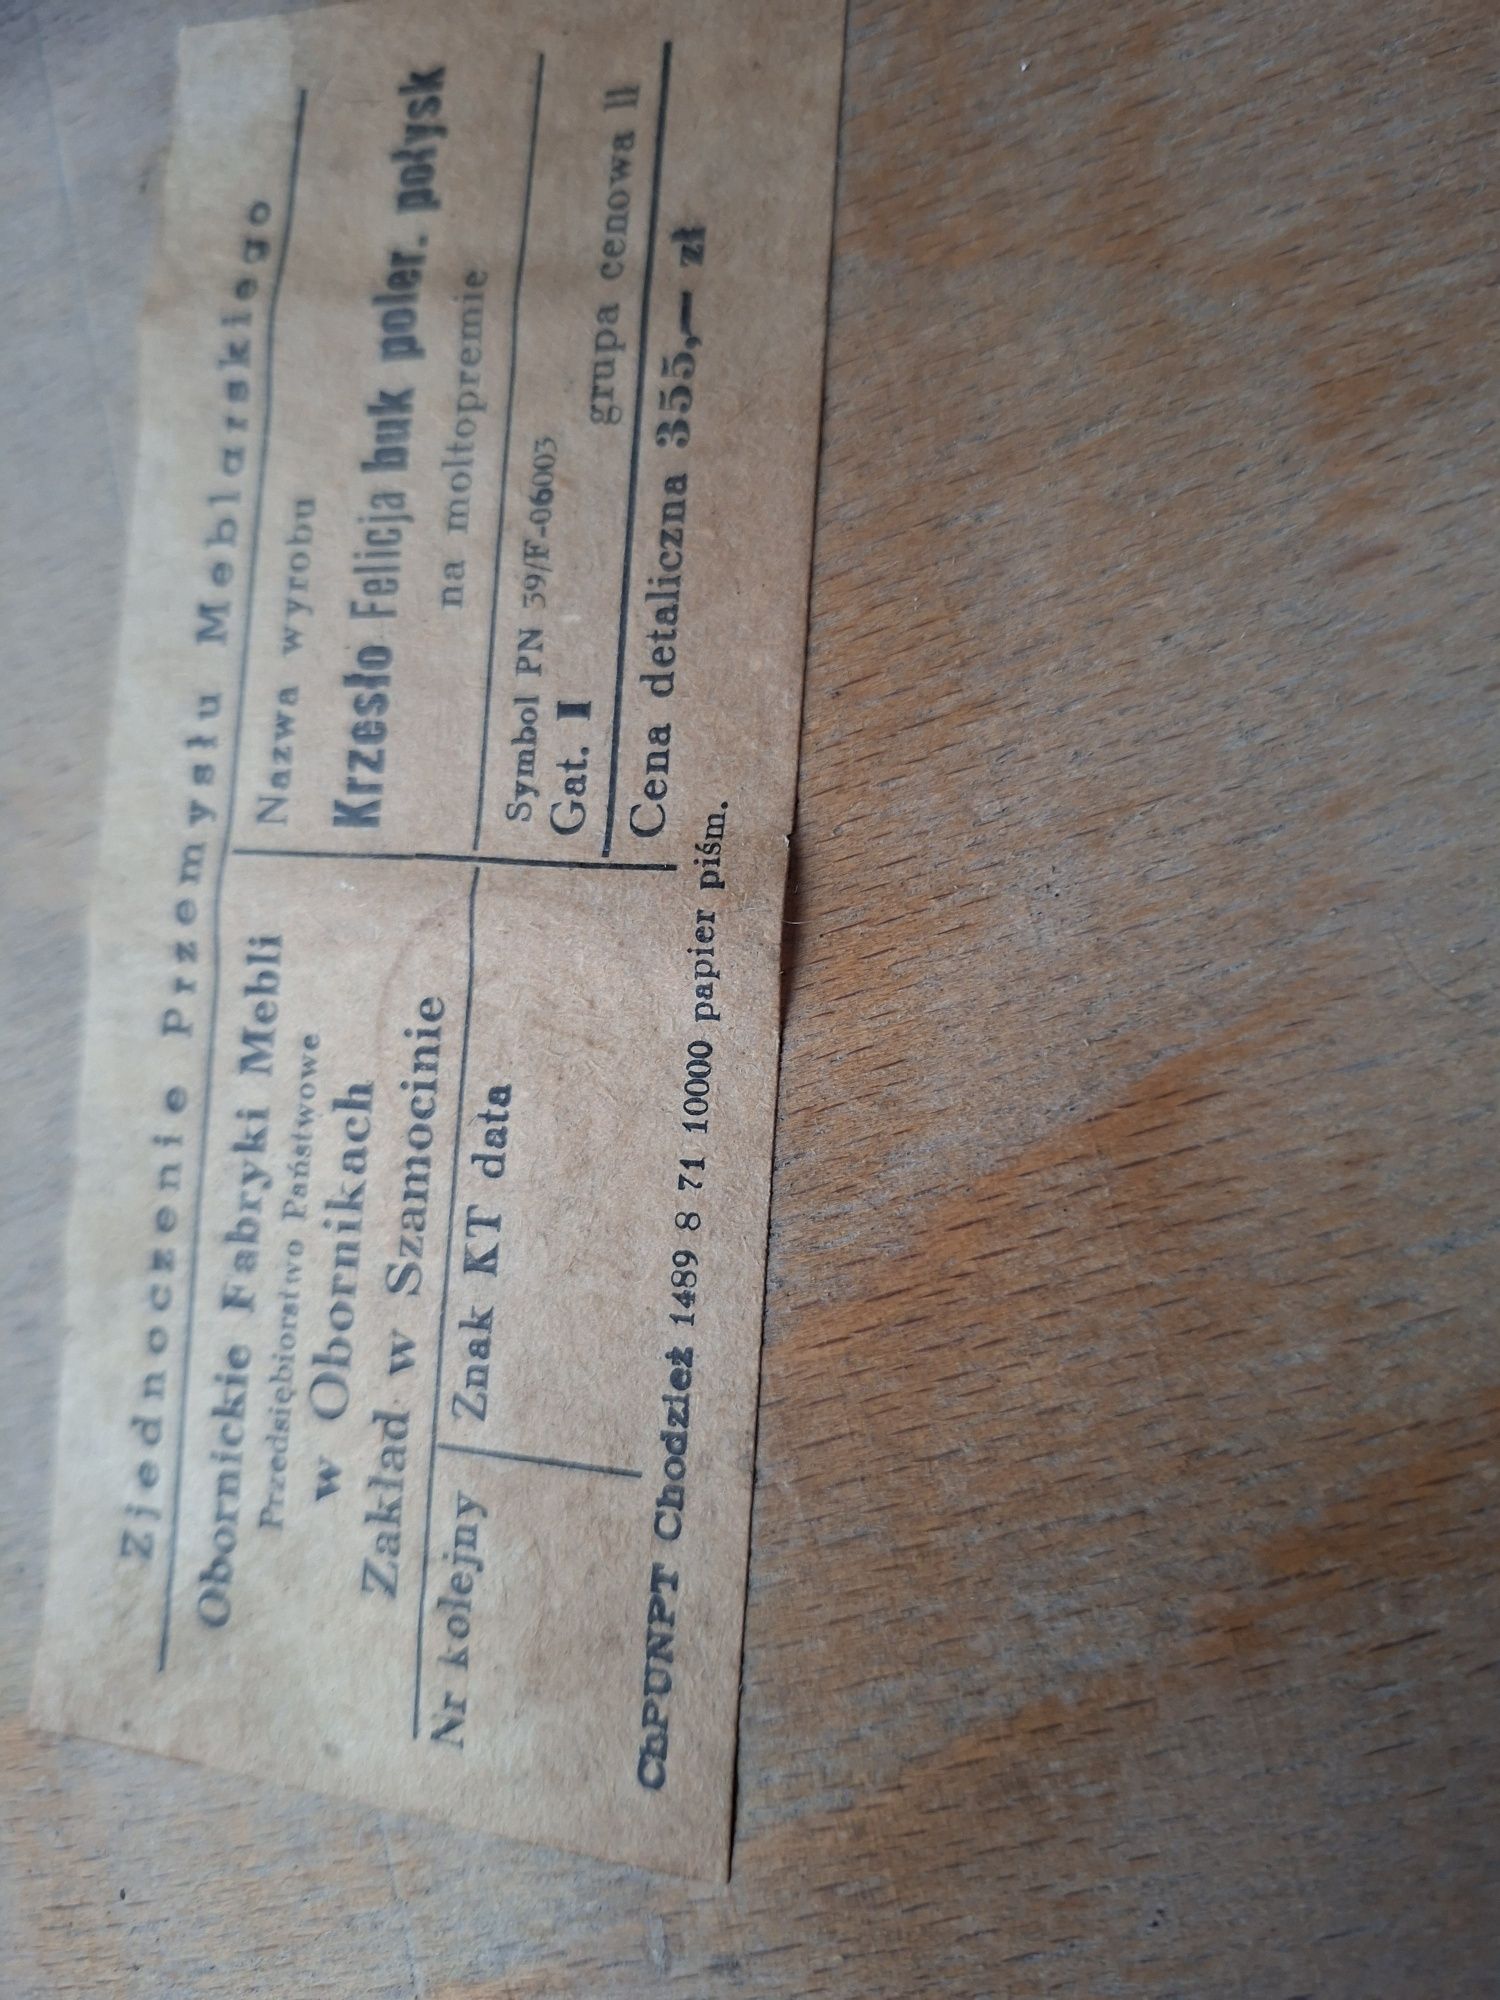 Zjednoczenie Przemysłu Meblarskiego
Obornickie Fabryki Mebli
Przedsiębiorstwo Państwowe
w Obornikach
Zakład w Szamocinie
Nr kolejny
Znak KT data
Nazwa wyrobu
Krzesło Felicja buk poler. połysk
na moltopremie
Symbol PN 39/F-06003
Gat. I
grupa cenowa II
Cena detaliczna 355,— zł
ChPUNPT Chodzież 1489 8 71 10000 papier piśm.